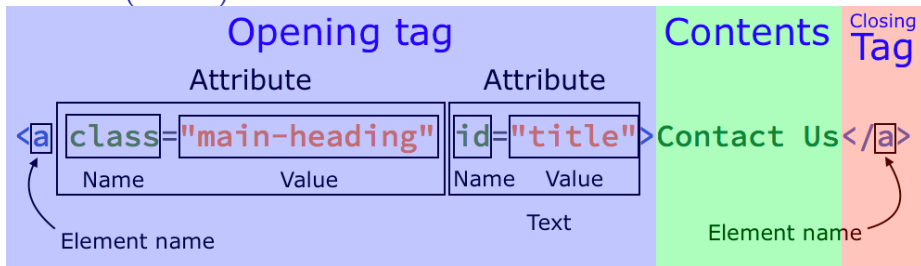 Opening tag Contents Closing Tag
Attribute Attribute
<a class="main-heading" id="title">Contact Us</a>
Name Value Name Value
Text
Element name Element name